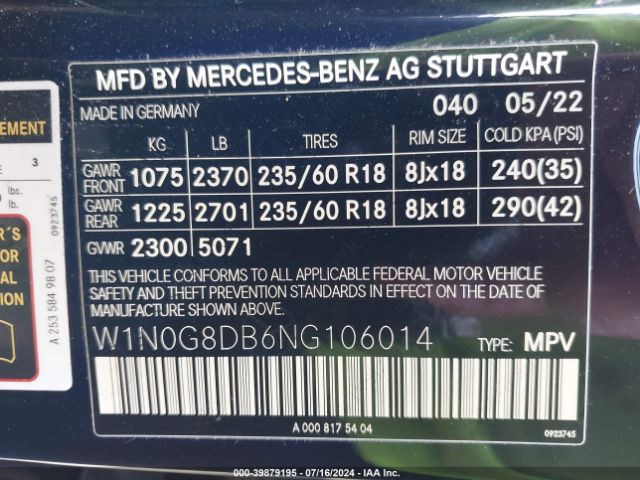 MFD BY MERCEDES-BENZ AG STUTTGART
MADE IN GERMANY 040 05/22
KG LB TIRES RIM SIZE COLD KPA (PSI)
GAWR FRONT 1075 2370 235/60 R18 8Jx18 240(35)
GAWR REAR 1225 2701 235/60 R18 8Jx18 290(42)
GVWR 2300 5071
THIS VEHICLE CONFORMS TO ALL APPLICABLE FEDERAL MOTOR VEHICLE
SAFETY AND THEFT PREVENTION STANDARDS IN EFFECT ON THE DATE OF
MANUFACTURE SHOWN ABOVE.
W1N0G8DB6NG106014 TYPE: MPV
A 000 817 54 04
0923745
3
lbs.
lb.
0923745
A 253 584 98 07
000-39879195 - 07/16/2024 - IAA Inc.